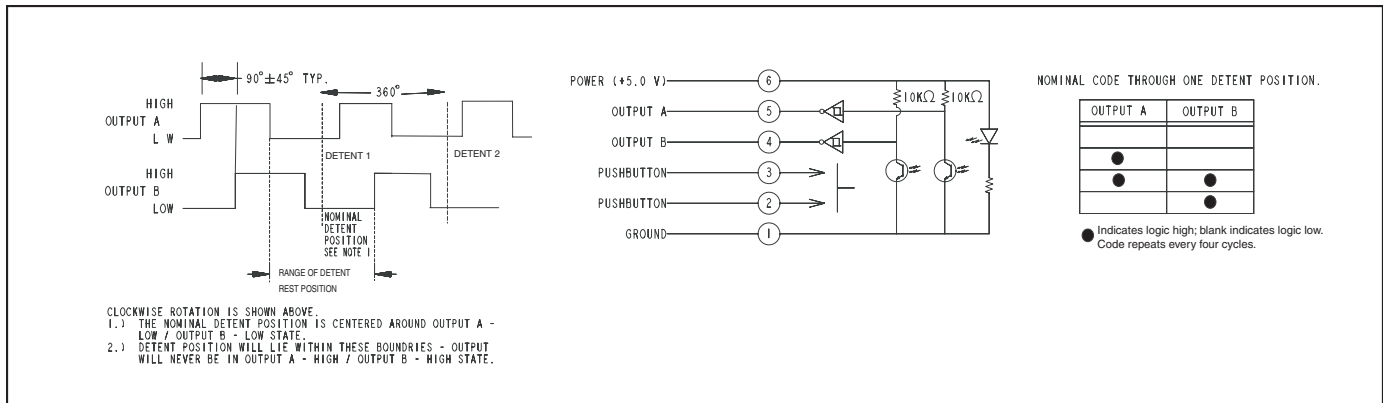 90°±45° TYP.
360°
HIGH
OUTPUT A
L W
DETENT 1
DETENT 2
HIGH
OUTPUT B
LOW
NOMINAL
DETENT
POSITION
SEE NOTE 1
RANGE OF DETENT
REST POSITION
CLOCKWISE ROTATION IS SHOWN ABOVE.
1.) THE NOMINAL DETENT POSITION IS CENTERED AROUND OUTPUT A -
LOW / OUTPUT B - LOW STATE.
2.) DETENT POSITION WILL LIE WITHIN THESE BOUNDRIES - OUTPUT
WILL NEVER BE IN OUTPUT A - HIGH / OUTPUT B - HIGH STATE.
POWER (+5.0 V) 6
10KΩ 10KΩ
OUTPUT A 5
OUTPUT B 4
PUSHBUTTON 3
PUSHBUTTON 2
GROUND 1
NOMINAL CODE THROUGH ONE DETENT POSITION.
OUTPUT A OUTPUT B
Indicates logic high; blank indicates logic low.
Code repeats every four cycles.